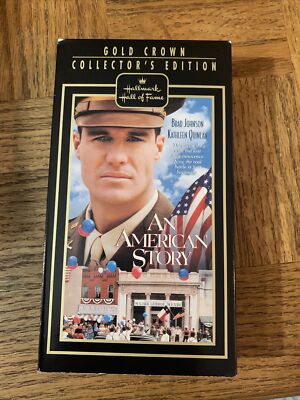 GOLD CROWN
COLLECTOR'S EDITION
Hallmark
Hall of Fame
BRAD JOHNSON
KATHLEEN QUINLAN
AN
AMERICAN
STORY